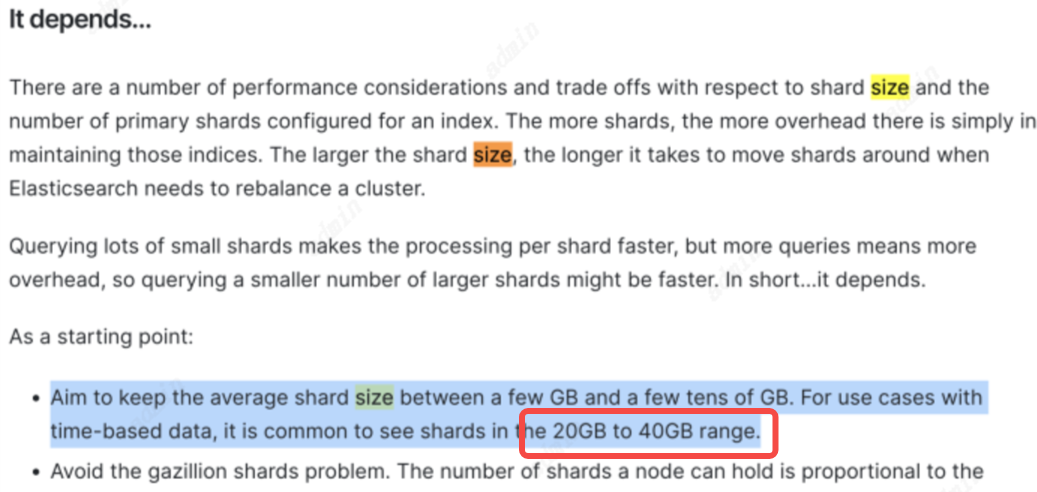 It depends...
There are a number of performance considerations and trade offs with respect to shard size and the
number of primary shards configured for an index. The more shards, the more overhead there is simply in
maintaining those indices. The larger the shard size, the longer it takes to move shards around when
Elasticsearch needs to rebalance a cluster.
Querying lots of small shards makes the processing per shard faster, but more queries means more
overhead, so querying a smaller number of larger shards might be faster. In short...it depends.
As a starting point:
• Aim to keep the average shard size between a few GB and a few tens of GB. For use cases with
time-based data, it is common to see shards in the 20GB to 40GB range.
• Avoid the gazillion shards problem. The number of shards a node can hold is proportional to the
admin
admin
admin
admin